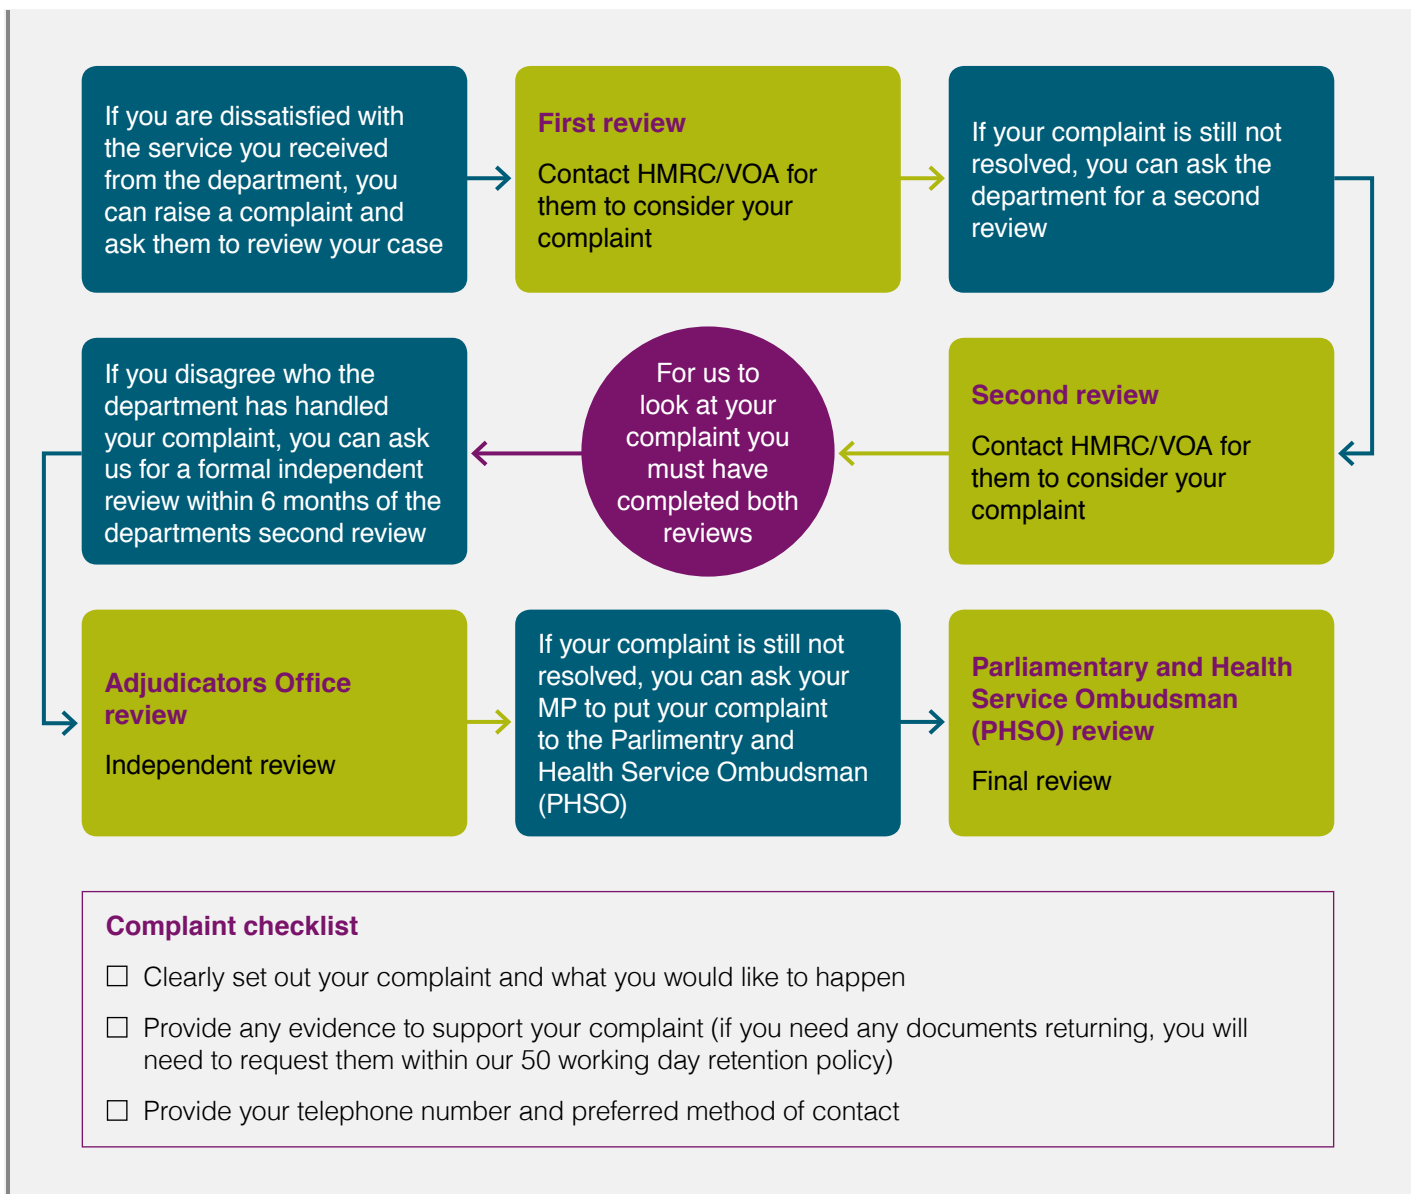 If you are dissatisfied with
the service you received
from the department, you
can raise a complaint and
ask them to review your case
First review
Contact HMRC/VOA for
them to consider your
complaint
If your complaint is still not
resolved, you can ask the
department for a second
review
Second review
Contact HMRC/VOA for
them to consider your
complaint
For us to
look at your
complaint you
must have
completed both
reviews
If you disagree who the
department has handled
your complaint, you can ask
us for a formal independent
review within 6 months of the
departments second review
Adjudicators Office
review
Independent review
If your complaint is still not
resolved, you can ask your
MP to put your complaint
to the Parlimentry and
Health Service Ombudsman
(PHSO)
Parliamentary and Health
Service Ombudsman
(PHSO) review
Final review
Complaint checklist
Clearly set out your complaint and what you would like to happen
Provide any evidence to support your complaint (if you need any documents returning, you will
need to request them within our 50 working day retention policy)
Provide your telephone number and preferred method of contact